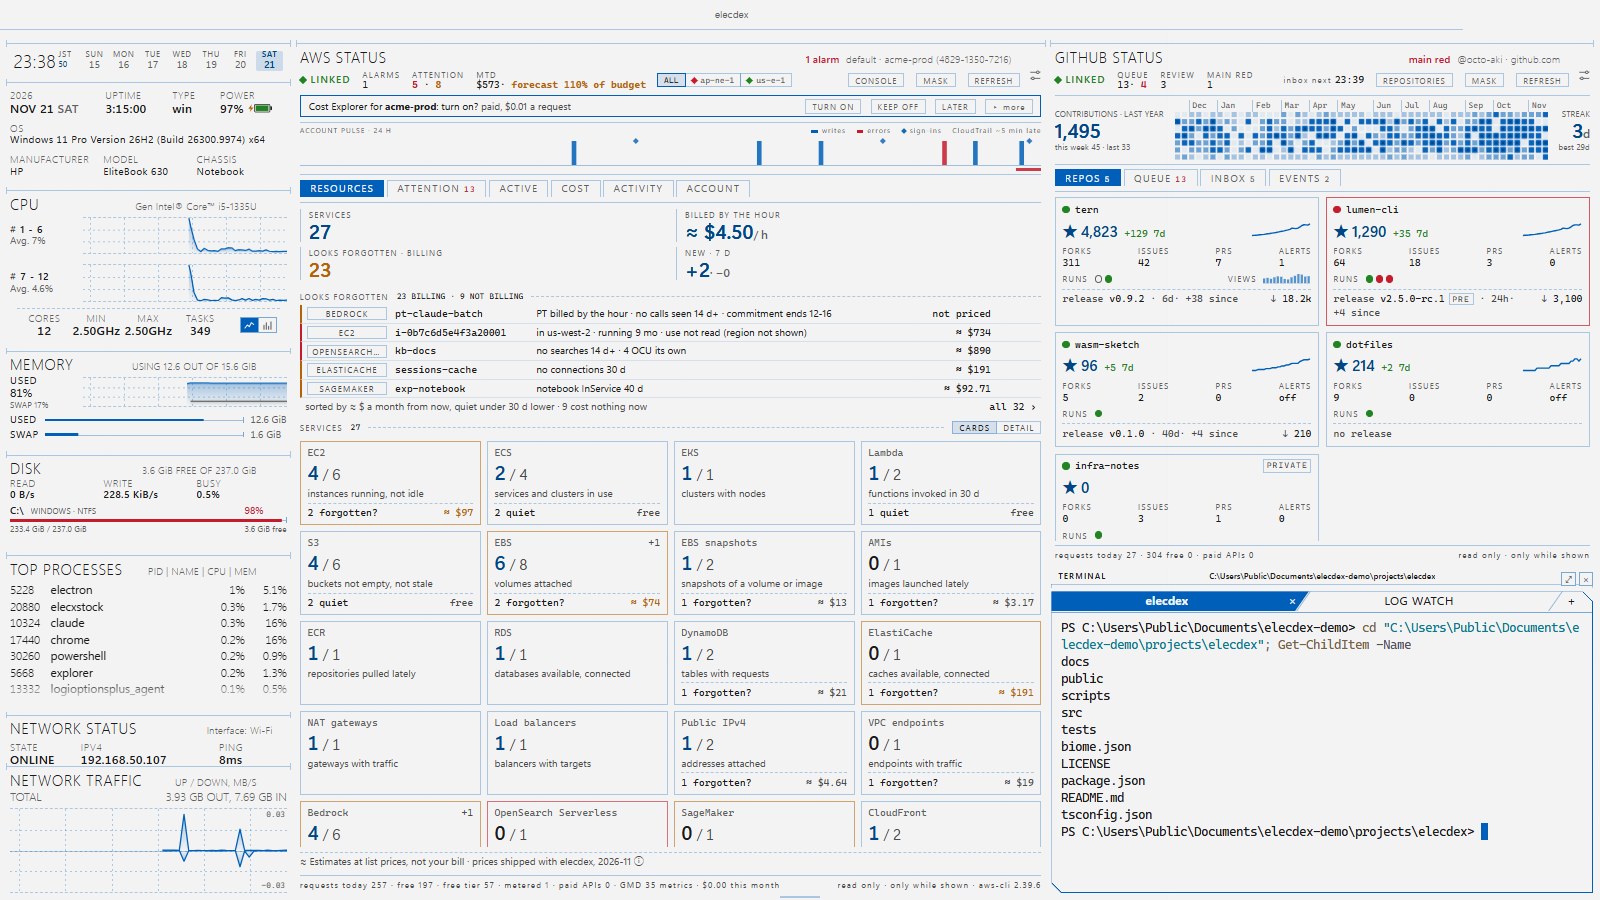 elecdex
23:38 JST 50
SUN 15 MON 16 TUE 17 WED 18 THU 19 FRI 20 SAT 21
2026 UPTIME TYPE POWER
NOV 21 SAT 3:15:00 win 97%
OS
Windows 11 Pro Version 26H2 (Build 26300.9974) x64
MANUFACTURER MODEL CHASSIS
HP EliteBook 630 Notebook
CPU Gen Intel® Core™ i5-1335U
# 1 - 6
Avg. 7%
# 7 - 12
Avg. 4.6%
CORES MIN MAX TASKS
12 2.50GHz 2.50GHz 349
MEMORY USING 12.6 OUT OF 15.6 GIB
USED
81%
SWAP 17%
USED 12.6 GiB
SWAP 1.6 GiB
DISK 3.6 GIB FREE OF 237.0 GIB
READ WRITE BUSY
0 B/s 228.5 KiB/s 0.5%
C:\ WINDOWS · NTFS 98%
233.4 GiB / 237.0 GiB 3.6 GiB free
TOP PROCESSES PID | NAME | CPU | MEM
5228 electron 1% 5.1%
20880 elecxstock 0.3% 1.7%
10324 claude 0.3% 16%
17440 chrome 0.2% 16%
30260 powershell 0.2% 0.9%
5668 explorer 0.2% 1.3%
13332 logioptionsplus_agent 0.1% 0.5%
NETWORK STATUS Interface: Wi-Fi
STATE IPV4 PING
ONLINE 192.168.50.107 8ms
NETWORK TRAFFIC UP / DOWN, MB/S
TOTAL 3.93 GB OUT, 7.69 GB IN
0.03
-0.03
AWS STATUS 1 alarm default · acme-prod (4829-1350-7216)
LINKED ALARMS 1 ATTENTION 5 · 8 MTD $573· forecast 110% of budget ALL ap-ne-1 us-e-1 CONSOLE MASK REFRESH
Cost Explorer for acme-prod: turn on? paid, $0.01 a request TURN ON KEEP OFF LATER more
ACCOUNT PULSE · 24 H writes errors sign-ins CloudTrail ~5 min late
RESOURCES ATTENTION 13 ACTIVE COST ACTIVITY ACCOUNT
SERVICES BILLED BY THE HOUR
27 ≈ $4.50/ h
LOOKS FORGOTTEN · BILLING NEW · 7 D
23 +2· −0
LOOKS FORGOTTEN 23 BILLING · 9 NOT BILLING
BEDROCK pt-claude-batch PT billed by the hour · no calls seen 14 d+ · commitment ends 12-16 not priced
EC2 i-0b7c6d5e4f3a20001 in us-west-2 · running 9 mo · use not read (region not shown) ≈ $734
OPENSEARCH… kb-docs no searches 14 d+ · 4 OCU its own ≈ $890
ELASTICACHE sessions-cache no connections 30 d ≈ $191
SAGEMAKER exp-notebook notebook InService 40 d ≈ $92.71
sorted by ≈ $ a month from now, quiet under 30 d lower · 9 cost nothing now all 32 ›
SERVICES 27 CARDS DETAIL
EC2 ECS EKS Lambda
4 / 6 2 / 4 1 / 1 1 / 2
instances running, not idle services and clusters in use clusters with nodes functions invoked in 30 d
2 forgotten? ≈ $97 2 quiet free 1 quiet free
S3 EBS +1 EBS snapshots AMIs
4 / 6 6 / 8 1 / 2 0 / 1
buckets not empty, not stale volumes attached snapshots of a volume or image images launched lately
2 quiet free 2 forgotten? ≈ $74 1 forgotten? ≈ $13 1 forgotten? ≈ $3.17
ECR RDS DynamoDB ElastiCache
1 / 1 1 / 1 1 / 2 0 / 1
repositories pulled lately databases available, connected tables with requests caches available, connected
1 forgotten? ≈ $21 1 forgotten? ≈ $191
NAT gateways Load balancers Public IPv4 VPC endpoints
1 / 1 1 / 1 1 / 2 0 / 1
gateways with traffic balancers with targets addresses attached endpoints with traffic
1 forgotten? ≈ $4.64 1 forgotten? ≈ $19
Bedrock +1 OpenSearch Serverless SageMaker CloudFront
4 / 6 0 / 1 0 / 1 1 / 2
≈ Estimates at list prices, not your bill · prices shipped with elecdex, 2026-11 ⓘ
requests today 257 · free 197 · free tier 57 · metered 1 · paid APIs 0 · GMD 35 metrics · $0.00 this month read only · only while shown · aws-cli 2.39.6
GITHUB STATUS main red @octo-aki · github.com
LINKED QUEUE 13· 4 REVIEW 3 MAIN RED 1 inbox next 23:39 REPOSITORIES MASK REFRESH
Dec Jan Feb Mar Apr May Jun Jul Aug Sep Oct Nov
CONTRIBUTIONS · LAST YEAR STREAK
1,495 3d
this week 45 · last 33 best 29d
REPOS 5 QUEUE 13 INBOX 5 EVENTS 2
tern lumen-cli
★ 4,823 +129 7d ★ 1,290 +35 7d
FORKS ISSUES PRS ALERTS FORKS ISSUES PRS ALERTS
311 42 7 1 64 18 3 0
RUNS VIEWS RUNS
release v0.9.2 · 6d· +38 since ↓ 18.2k release v2.5.0-rc.1 PRE · 24h· ↓ 3,100
+4 since
wasm-sketch dotfiles
★ 96 +5 7d ★ 214 +2 7d
FORKS ISSUES PRS ALERTS FORKS ISSUES PRS ALERTS
5 2 0 off 9 0 0 off
RUNS RUNS
release v0.1.0 · 40d· +4 since ↓ 210 no release
infra-notes PRIVATE
★ 0
FORKS ISSUES PRS ALERTS
0 3 1 0
RUNS
requests today 27 · 304 free 0 · paid APIs 0 read only · only while shown
TERMINAL C:\Users\Public\Documents\elecdex-demo\projects\elecdex
elecdex × LOG WATCH +
PS C:\Users\Public\Documents\elecdex-demo> cd "C:\Users\Public\Documents\e
lecdex-demo\projects\elecdex"; Get-ChildItem -Name
docs
public
scripts
src
tests
biome.json
LICENSE
package.json
README.md
tsconfig.json
PS C:\Users\Public\Documents\elecdex-demo\projects\elecdex>